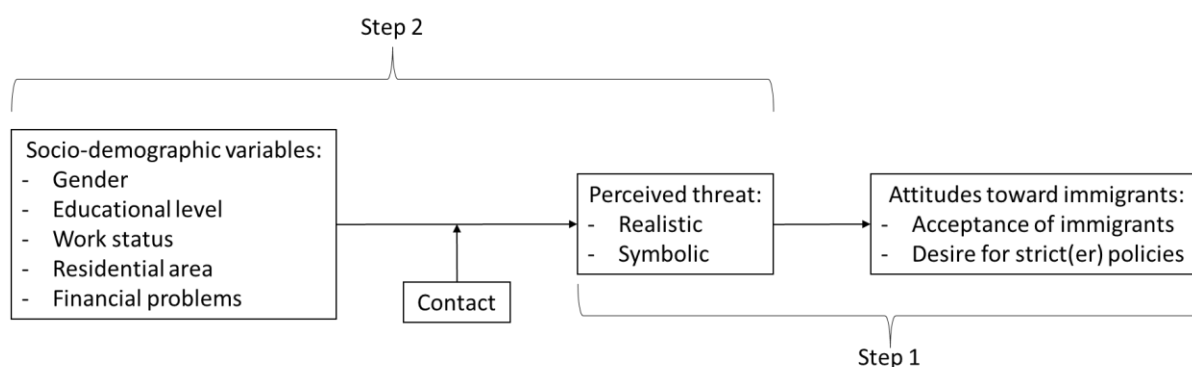 Step 2
Socio-demographic variables:
- Gender
- Educational level
- Work status
- Residential area
- Financial problems
Contact
Perceived threat:
- Realistic
- Symbolic
Attitudes toward immigrants:
- Acceptance of immigrants
- Desire for strict(er) policies
Step 1